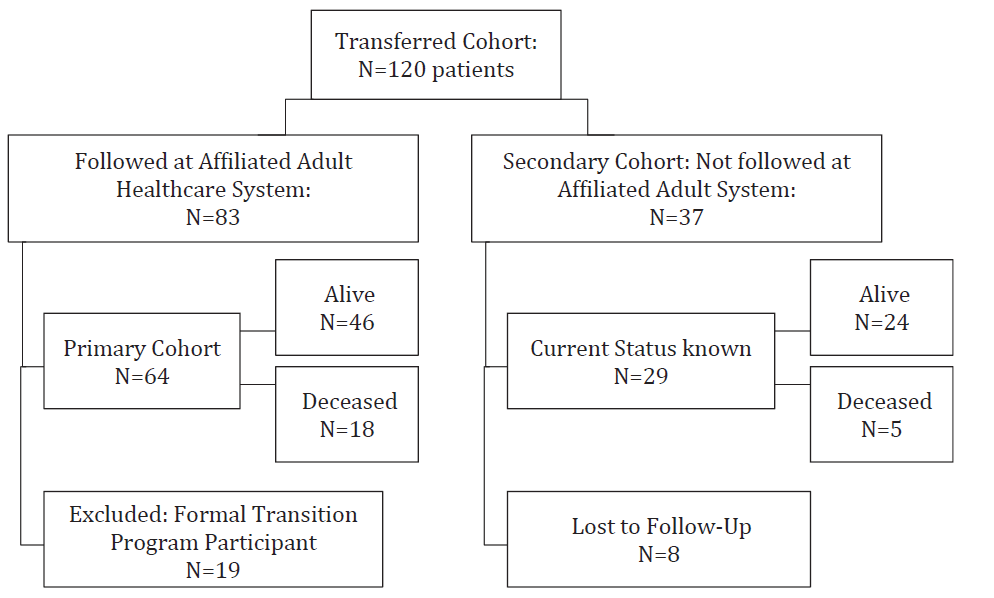 Transferred Cohort:
N=120 patients
Followed at Affiliated Adult
Healthcare System:
N=83
Secondary Cohort: Not followed at
Affiliated Adult System:
N=37
Alive
N=46
Primary Cohort
N=64
Deceased
N=18
Excluded: Formal Transition
Program Participant
N=19
Alive
N=24
Current Status known
N=29
Deceased
N=5
Lost to Follow-Up
N=8